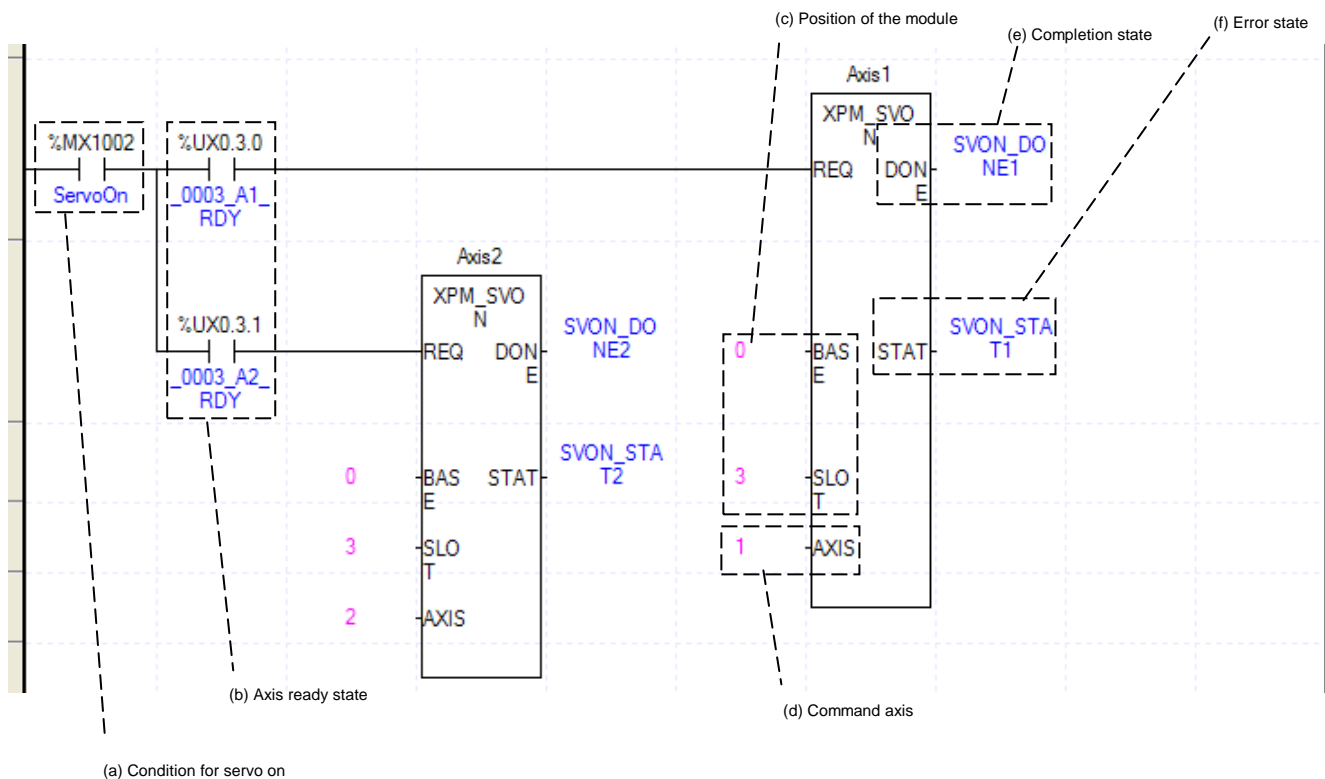 (c) Position of the module
(f) Error state
(e) Completion state
Axis1
XPM_SVO
N
%MX1002
%UX0.3.0
SVON_DO
NE1
REQ
DON
E
ServoOn
_0003_A1_
RDY
Axis2
XPM_SVO
N
%UX0.3.1
SVON_DO
NE2
SVON_STA
T1
REQ
DON
E
0
BAS
E
STAT
_0003_A2_
RDY
SVON_STA
T2
0
BAS
E
STAT
3
SLO
T
3
SLO
T
1
AXIS
2
AXIS
(b) Axis ready state
(d) Command axis
(a) Condition for servo on